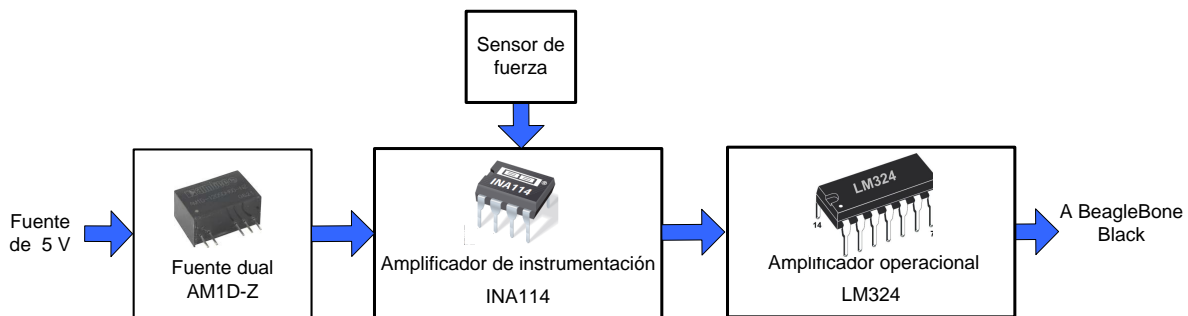 Sensor de
fuerza
INA114
LM324
14
7
Fuente
de 5 V
Fuente dual
AM1D-Z
Amplificador de instrumentación
INA114
Amplificador operacional
LM324
A BeagleBone
Black